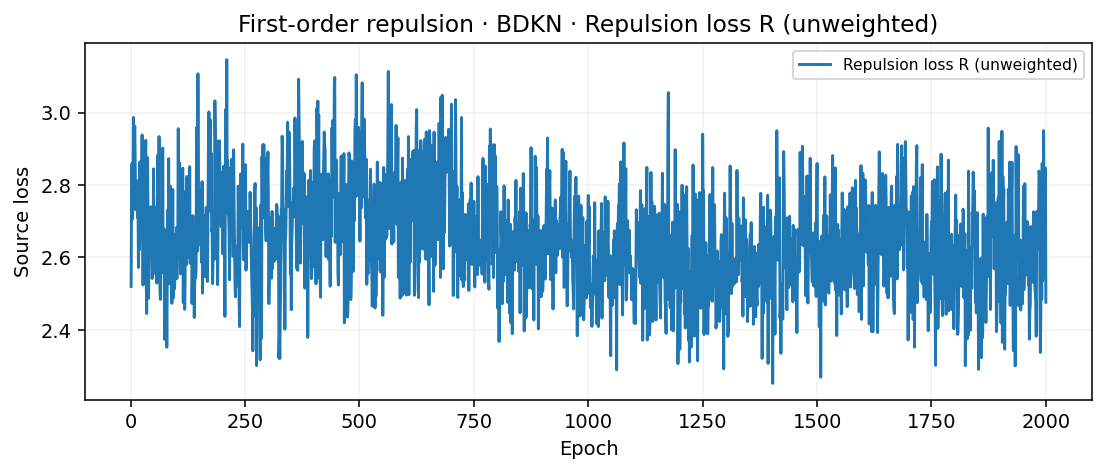 First-order repulsion · BDKN · Repulsion loss R (unweighted)
Repulsion loss R (unweighted)
Source loss
3.0
2.8
2.6
2.4
0 250 500 750 1000 1250 1500 1750 2000
Epoch